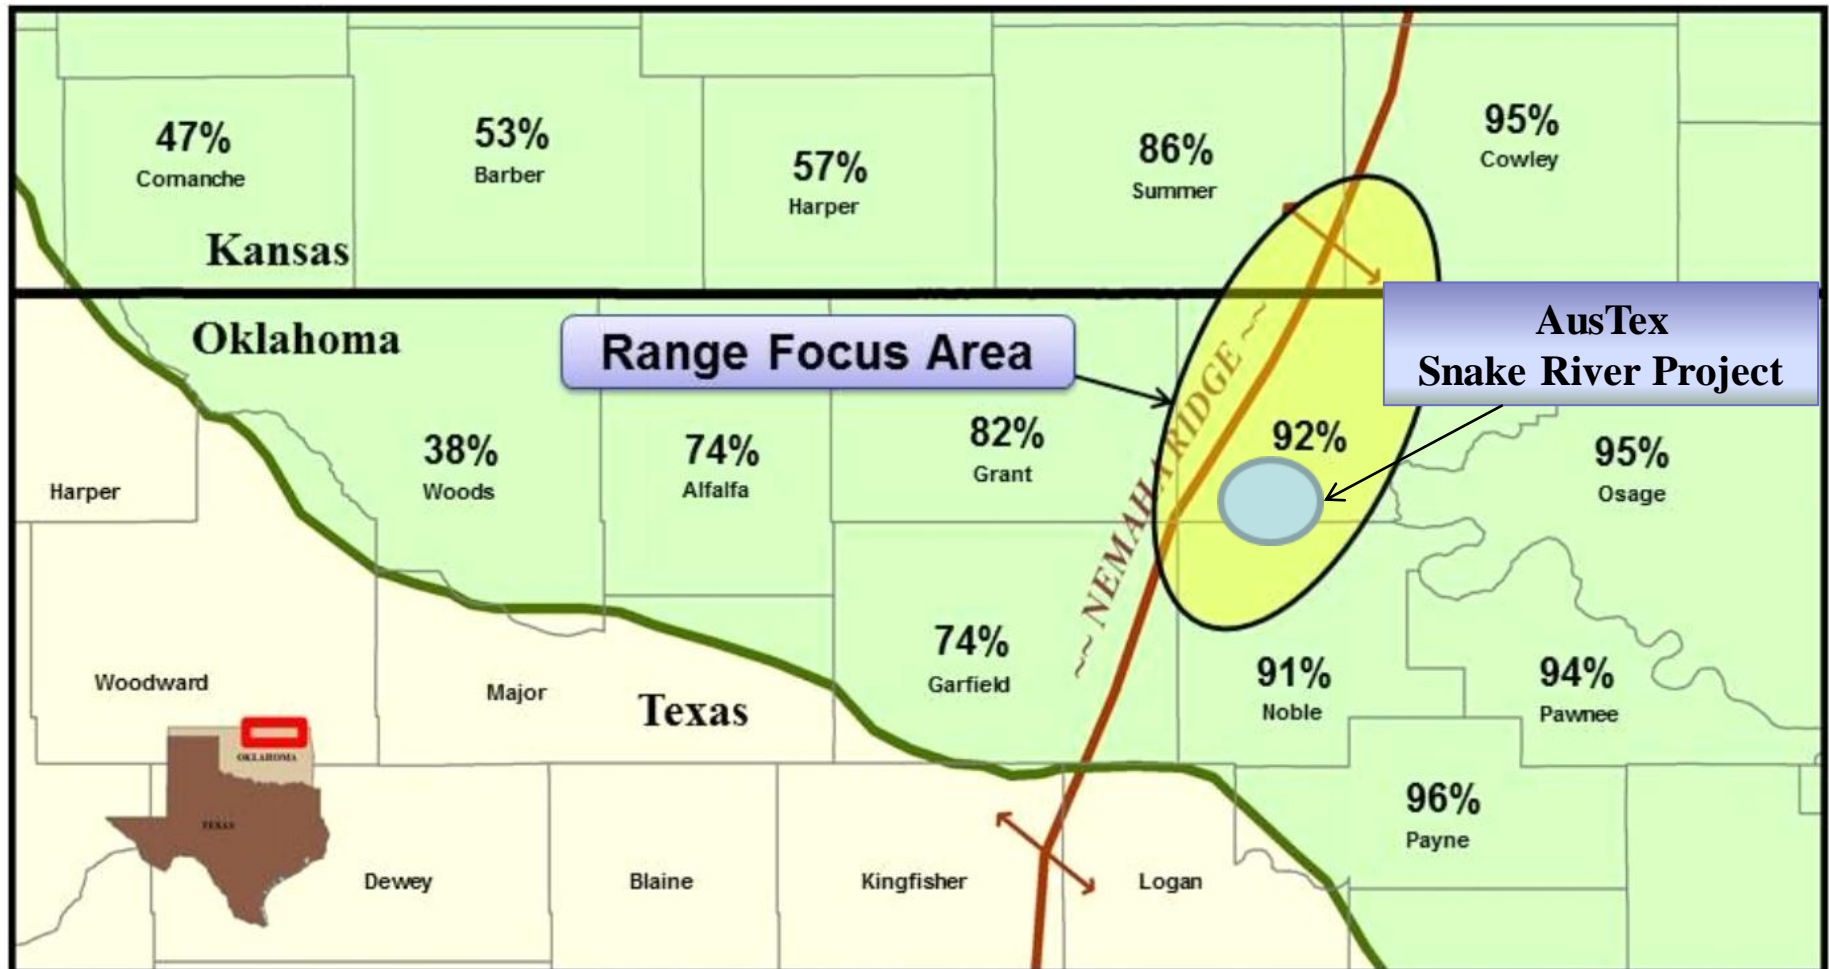 47%
Comanche
53%
Barber
57%
Harper
86%
Summer
95%
Cowley
Kansas
Oklahoma
Range Focus Area
AusTex
Snake River Project
~~ NEMAHA RIDGE ~~
38%
Woods
74%
Alfalfa
82%
Grant
92%
95%
Osage
Harper
74%
Garfield
91%
Noble
94%
Pawnee
Woodward
Major
Texas
OKLAHOMA
TEXAS
96%
Payne
Dewey
Blaine
Kingfisher
Logan